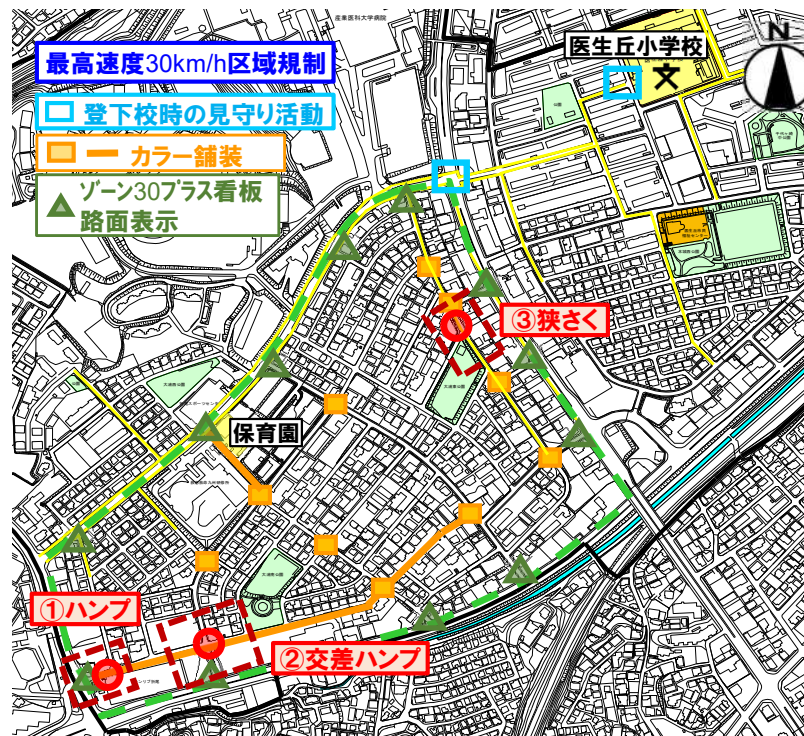 産業医科大学病院
医生丘小学校
N
最高速度30km/h区域規制
登下校時の見守り活動
カラー舗装
ゾーン30プラス看板
路面表示
文
③狭さく
保育園
①ハンプ
②交差ハンプ